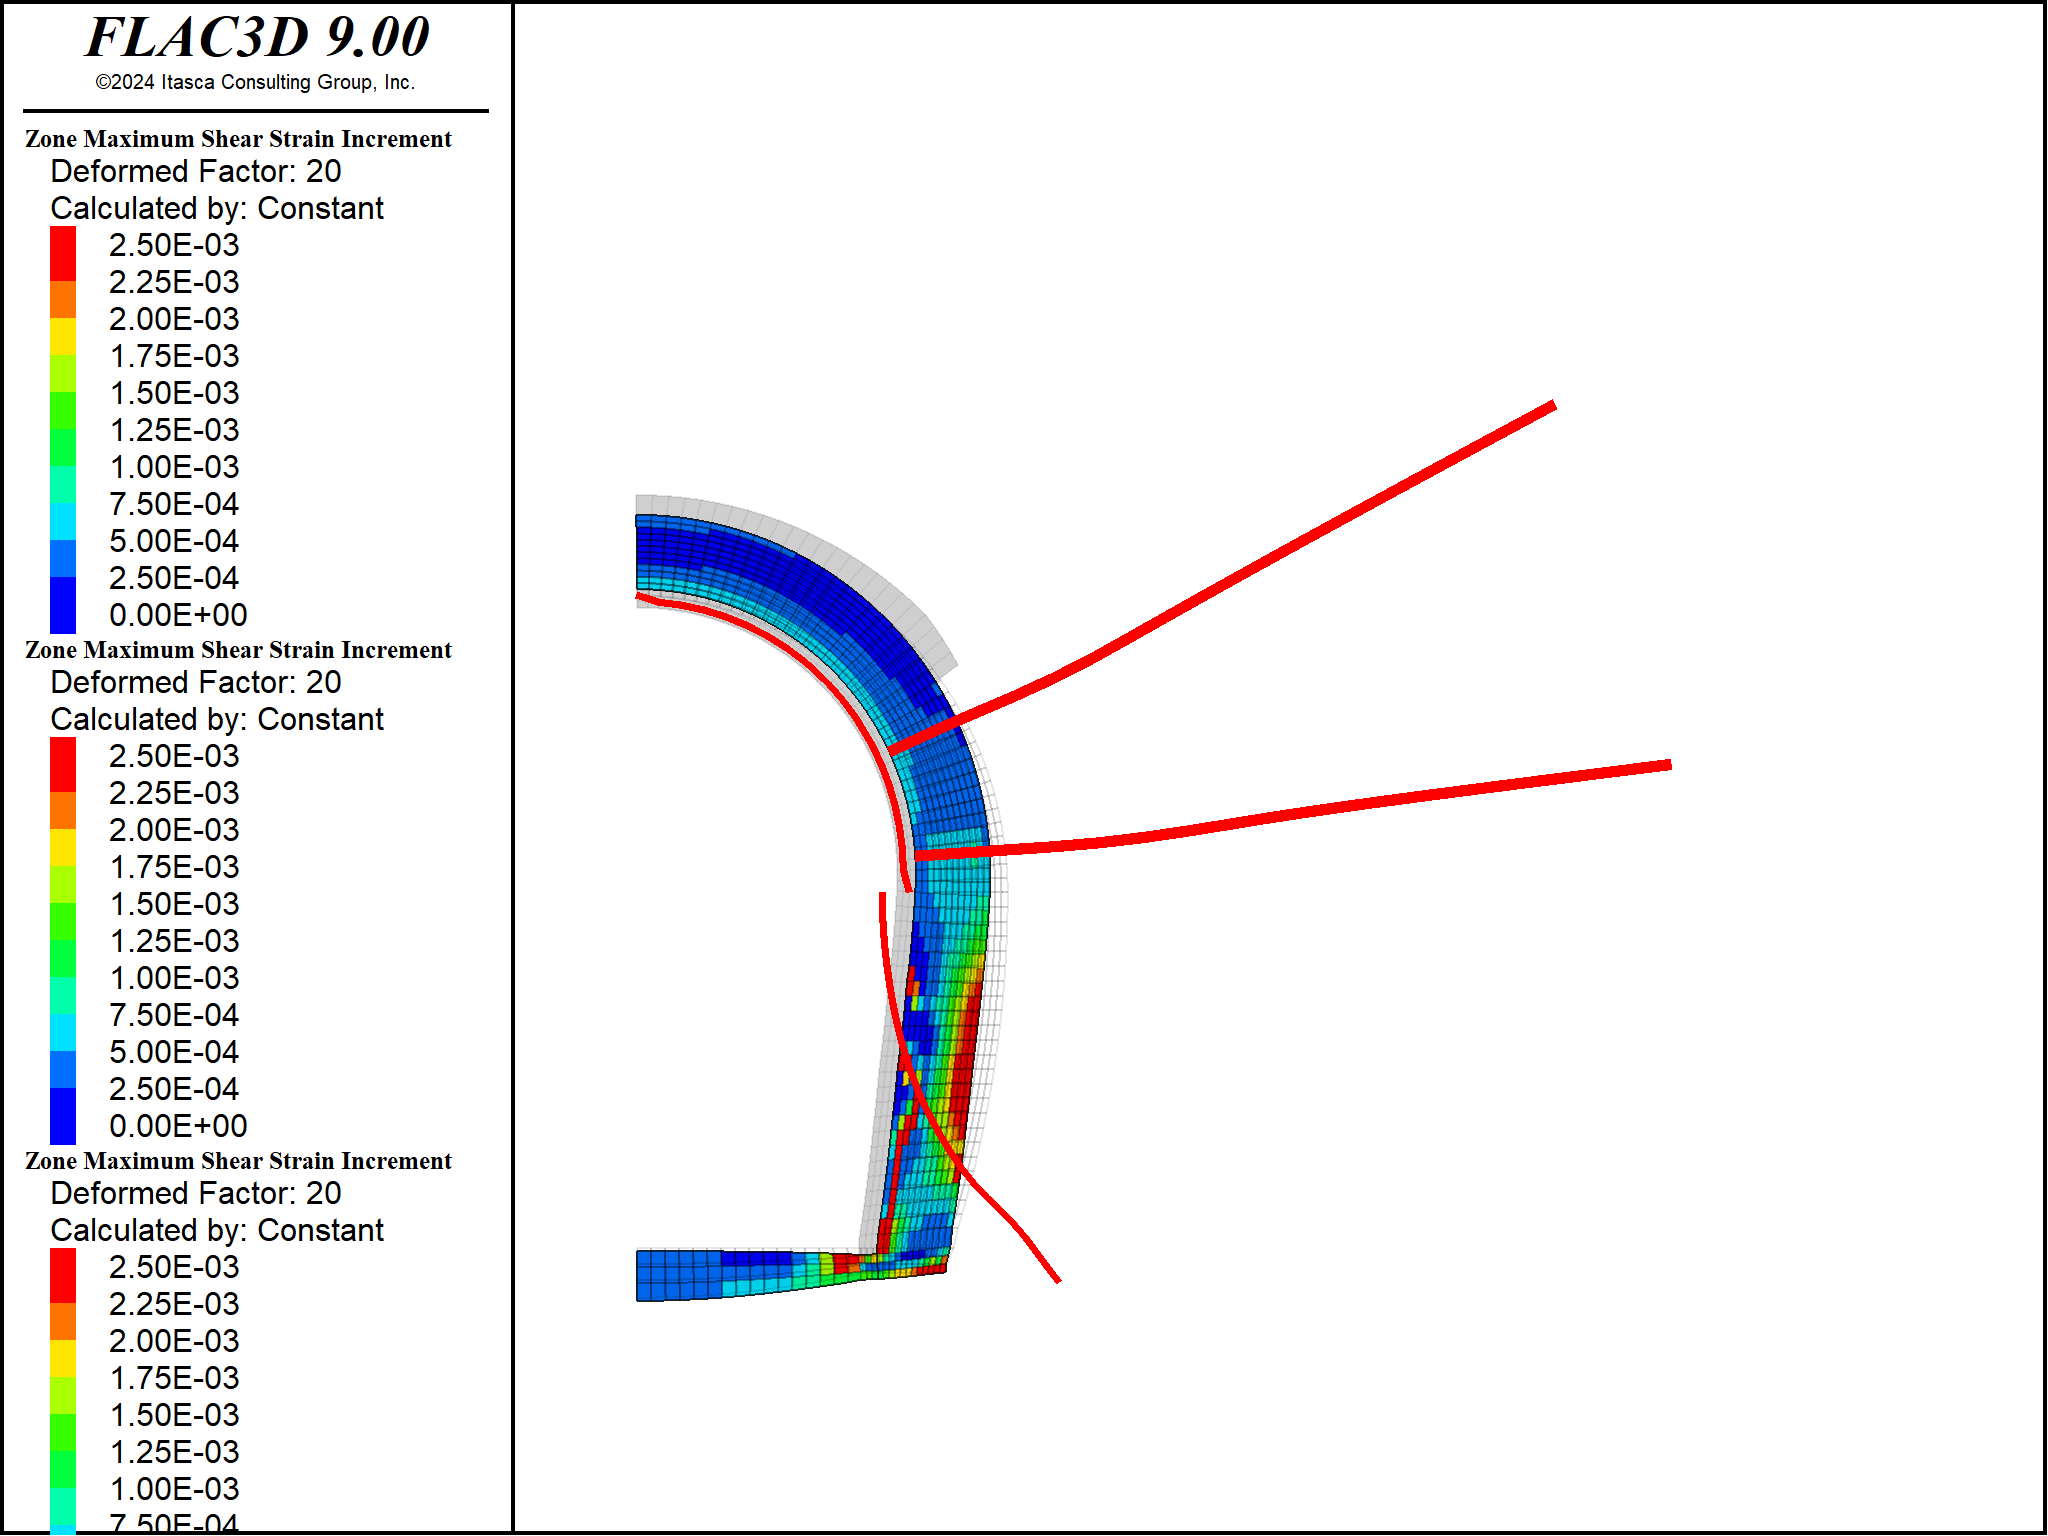 FLAC3D 9.00
©2024 Itasca Consulting Group, Inc.
Zone Maximum Shear Strain Increment
Deformed Factor: 20
Calculated by: Constant
2.50E-03
2.25E-03
2.00E-03
1.75E-03
1.50E-03
1.25E-03
1.00E-03
7.50E-04
5.00E-04
2.50E-04
0.00E+00
Zone Maximum Shear Strain Increment
Deformed Factor: 20
Calculated by: Constant
2.50E-03
2.25E-03
2.00E-03
1.75E-03
1.50E-03
1.25E-03
1.00E-03
7.50E-04
5.00E-04
2.50E-04
0.00E+00
Zone Maximum Shear Strain Increment
Deformed Factor: 20
Calculated by: Constant
2.50E-03
2.25E-03
2.00E-03
1.75E-03
1.50E-03
1.25E-03
1.00E-03
7.50E-04